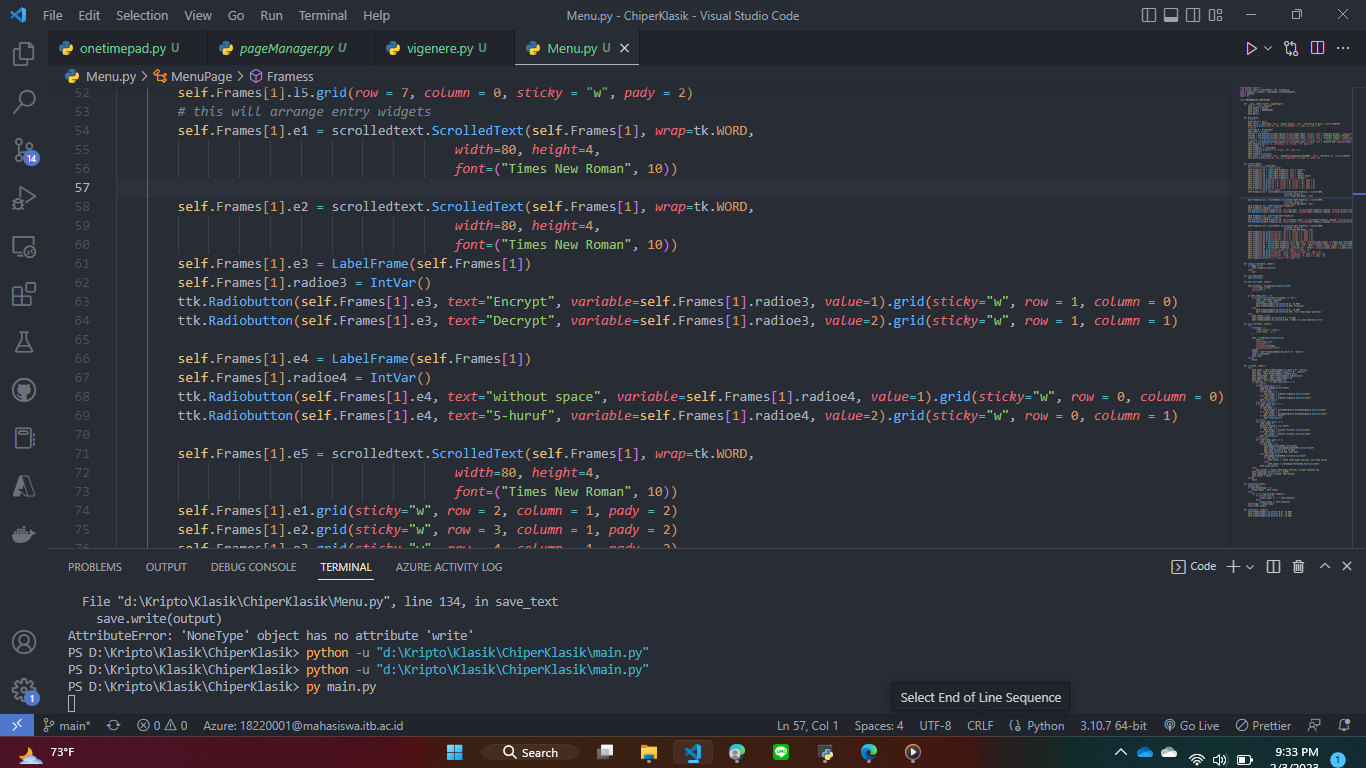 File Edit Selection View Go Run Terminal Help Menu.py - ChiperKlasik - Visual Studio Code
onetimepad.py U pageManager.py U vigenere.py U Menu.py U
Menu.py > MenuPage > Framess
52 self.Frames[1].l5.grid(row = 7, column = 0, sticky = "w", pady = 2)
53 # this will arrange entry widgets
54 self.Frames[1].e1 = scrolledtext.ScrolledText(self.Frames[1], wrap=tk.WORD,
55 width=80, height=4,
56 font=("Times New Roman", 10))
57
58 self.Frames[1].e2 = scrolledtext.ScrolledText(self.Frames[1], wrap=tk.WORD,
59 width=80, height=4,
60 font=("Times New Roman", 10))
61 self.Frames[1].e3 = LabelFrame(self.Frames[1])
62 self.Frames[1].radioe3 = IntVar()
63 ttk.Radiobutton(self.Frames[1].e3, text="Encrypt", variable=self.Frames[1].radioe3, value=1).grid(sticky="w", row = 1, column = 0)
64 ttk.Radiobutton(self.Frames[1].e3, text="Decrypt", variable=self.Frames[1].radioe3, value=2).grid(sticky="w", row = 1, column = 1)
65
66 self.Frames[1].e4 = LabelFrame(self.Frames[1])
67 self.Frames[1].radioe4 = IntVar()
68 ttk.Radiobutton(self.Frames[1].e4, text="without space", variable=self.Frames[1].radioe4, value=1).grid(sticky="w", row = 0, column = 0)
69 ttk.Radiobutton(self.Frames[1].e4, text="5-huruf", variable=self.Frames[1].radioe4, value=2).grid(sticky="w", row = 0, column = 1)
70
71 self.Frames[1].e5 = scrolledtext.ScrolledText(self.Frames[1], wrap=tk.WORD,
72 width=80, height=4,
73 font=("Times New Roman", 10))
74 self.Frames[1].e1.grid(sticky="w", row = 2, column = 1, pady = 2)
75 self.Frames[1].e2.grid(sticky="w", row = 3, column = 1, pady = 2)
76 self.Frames[1].e3.grid(sticky="w", row = 4, column = 1, pady = 2)
PROBLEMS OUTPUT DEBUG CONSOLE TERMINAL AZURE: ACTIVITY LOG Code
File "d:\Kripto\Klasik\ChiperKlasik\Menu.py", line 134, in save_text
save.write(output)
AttributeError: 'NoneType' object has no attribute 'write'
PS D:\Kripto\Klasik\ChiperKlasik> python -u "d:\Kripto\Klasik\ChiperKlasik\main.py"
PS D:\Kripto\Klasik\ChiperKlasik> python -u "d:\Kripto\Klasik\ChiperKlasik\main.py"
PS D:\Kripto\Klasik\ChiperKlasik> py main.py
Select End of Line Sequence
14
1
main* 0 0 Azure: 18220001@mahasiswa.itb.ac.id Ln 57, Col 1 Spaces: 4 UTF-8 CRLF Python 3.10.7 64-bit Go Live Prettier
73°F Search 9:33 PM
2/3/2023 1